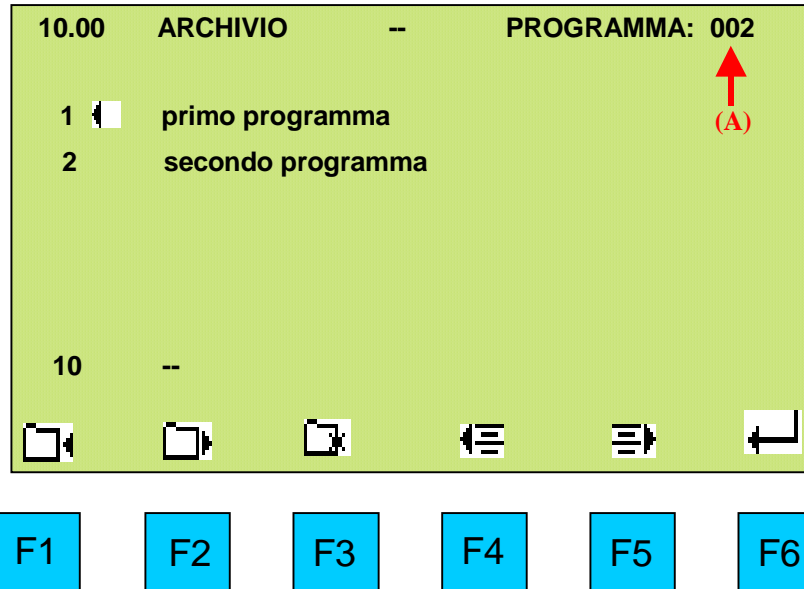 10.00 ARCHIVIO -- PROGRAMMA: 002
(A)
1 primo programma
2 secondo programma
10 --
F1 F2 F3 F4 F5 F6